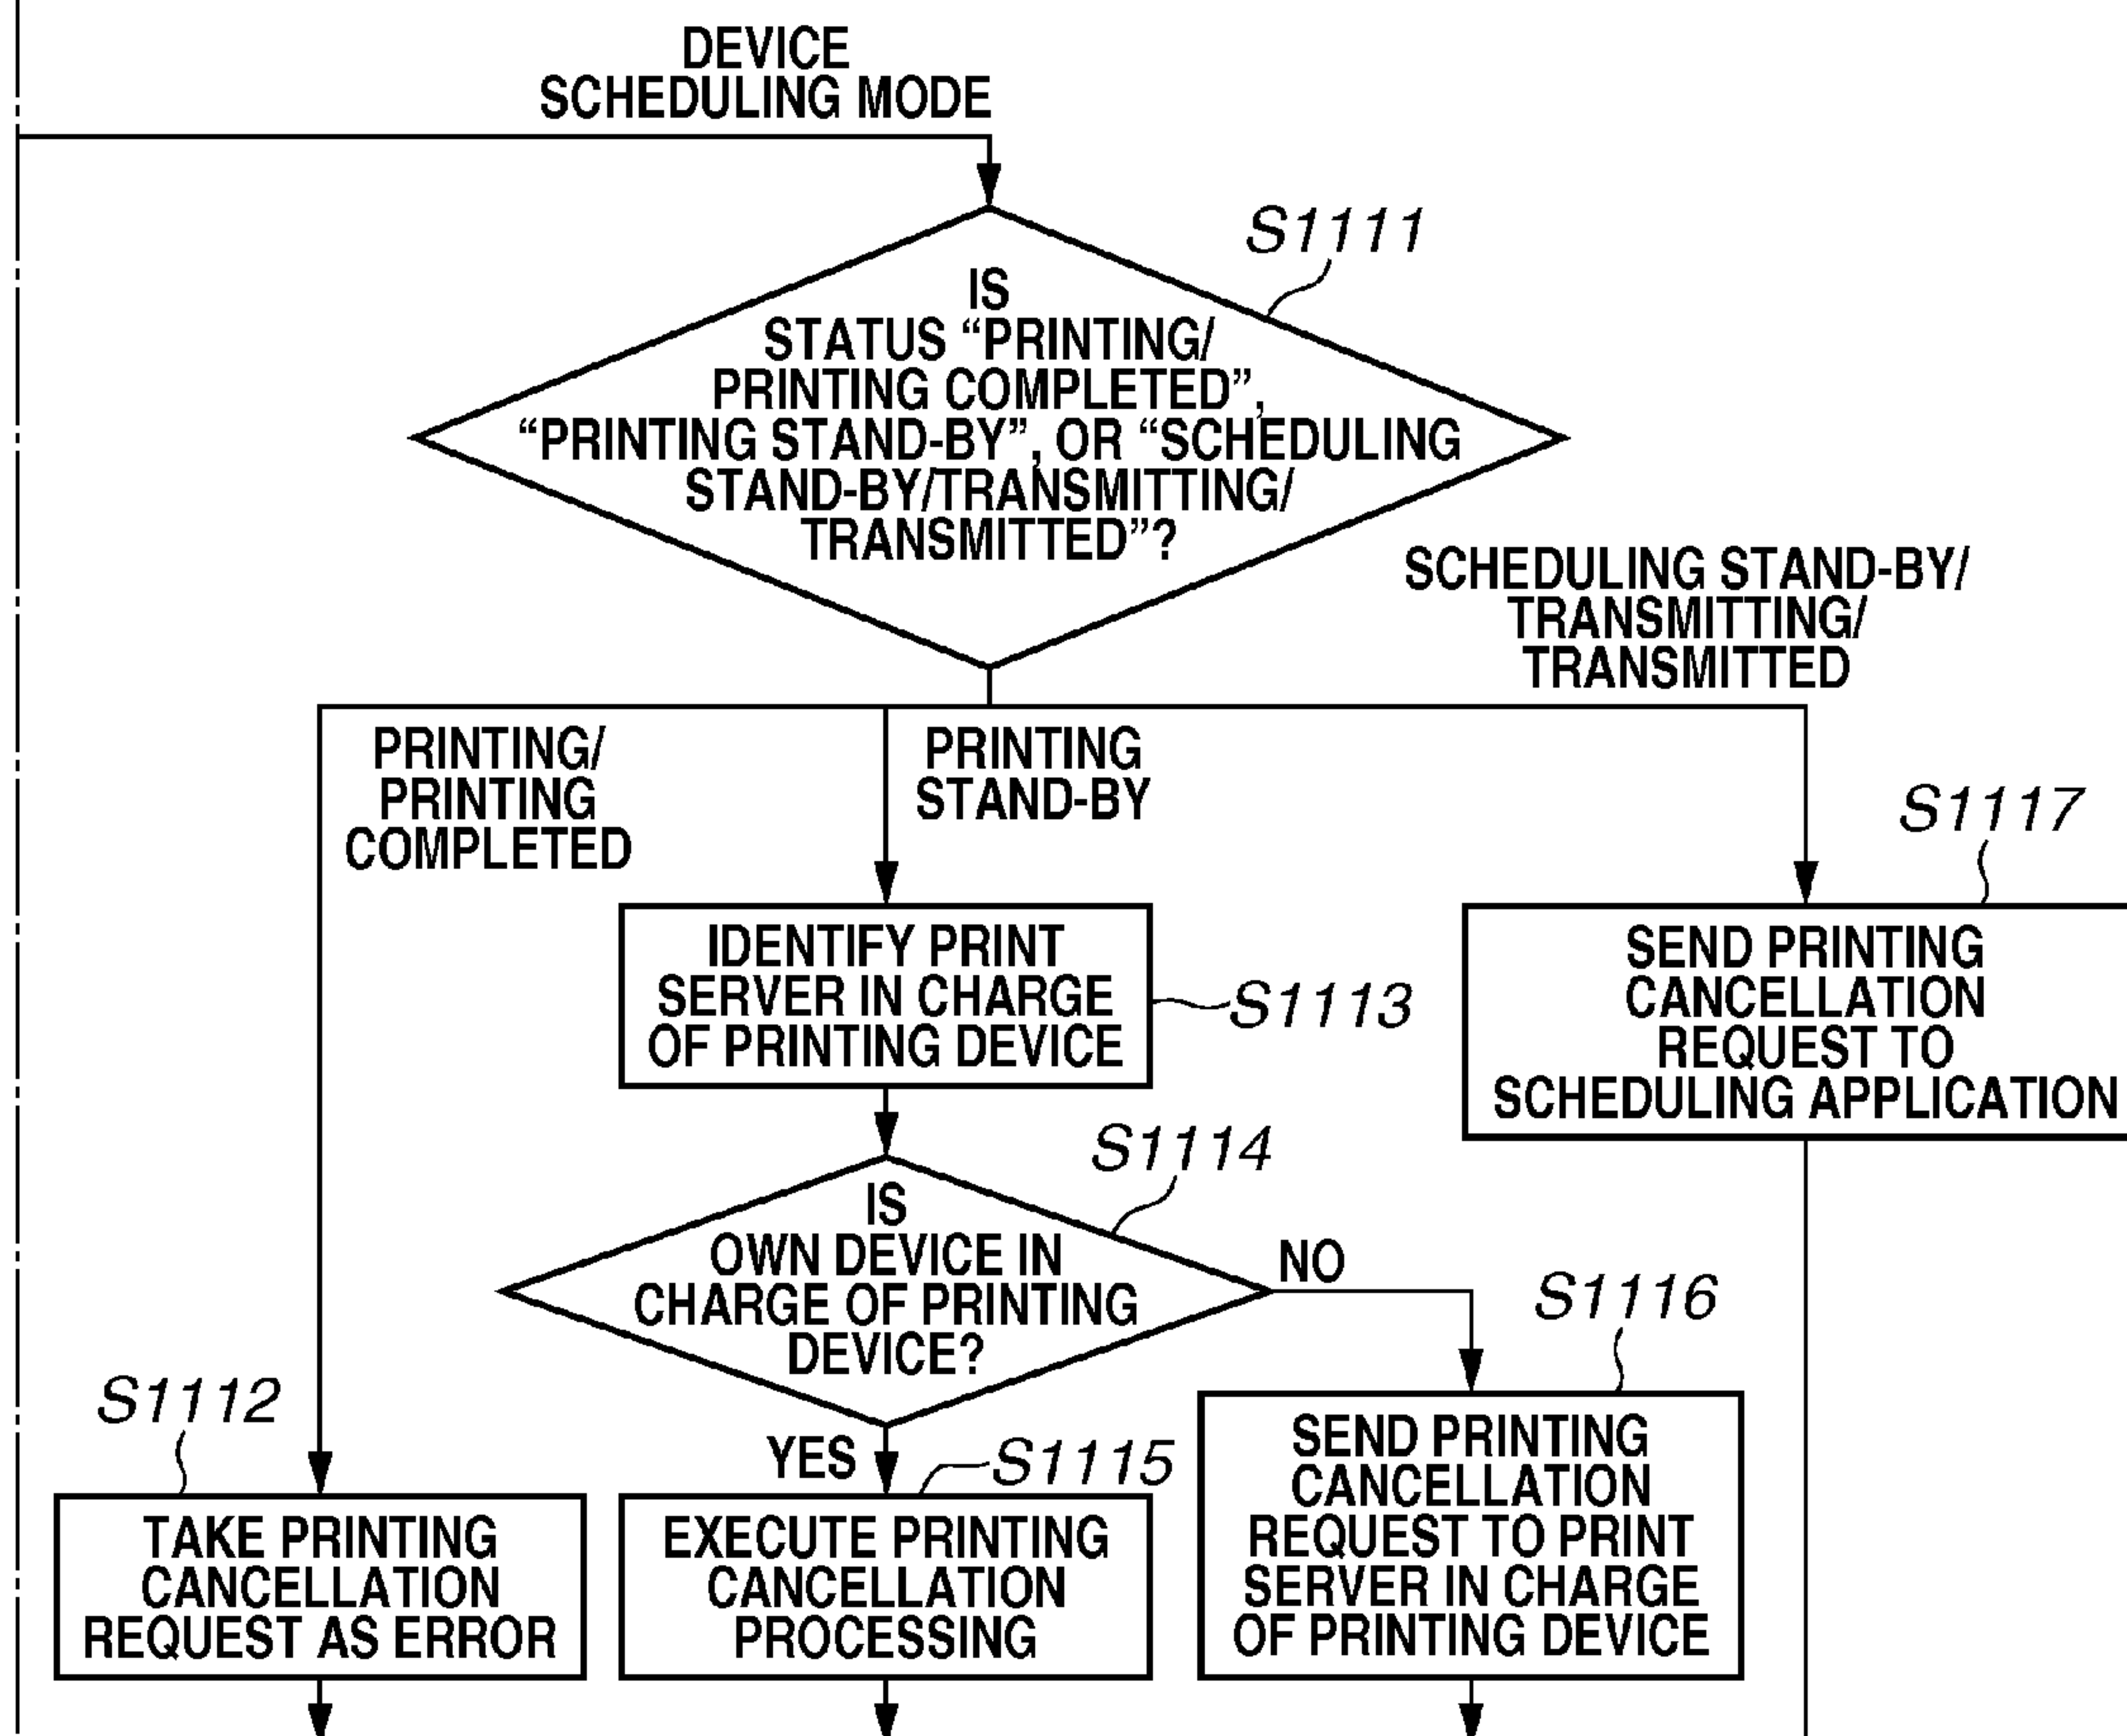 DEVICE
SCHEDULING MODE
S1111
IS
STATUS “PRINTING/
PRINTING COMPLETED”,
“PRINTING STAND-BY”, OR “SCHEDULING
STAND-BY/TRANSMITTING/
TRANSMITTED”?
SCHEDULING STAND-BY/
TRANSMITTING/
TRANSMITTED
PRINTING/
PRINTING
COMPLETED
PRINTING
STAND-BY
S1117
IDENTIFY PRINT
SERVER IN CHARGE
OF PRINTING DEVICE
S1113
SEND PRINTING
CANCELLATION
REQUEST TO
SCHEDULING APPLICATION
S1114
IS
OWN DEVICE IN
CHARGE OF PRINTING
DEVICE?
NO
S1116
S1112
YES
S1115
TAKE PRINTING
CANCELLATION
REQUEST AS ERROR
EXECUTE PRINTING
CANCELLATION
PROCESSING
SEND PRINTING
CANCELLATION
REQUEST TO PRINT
SERVER IN CHARGE
OF PRINTING DEVICE